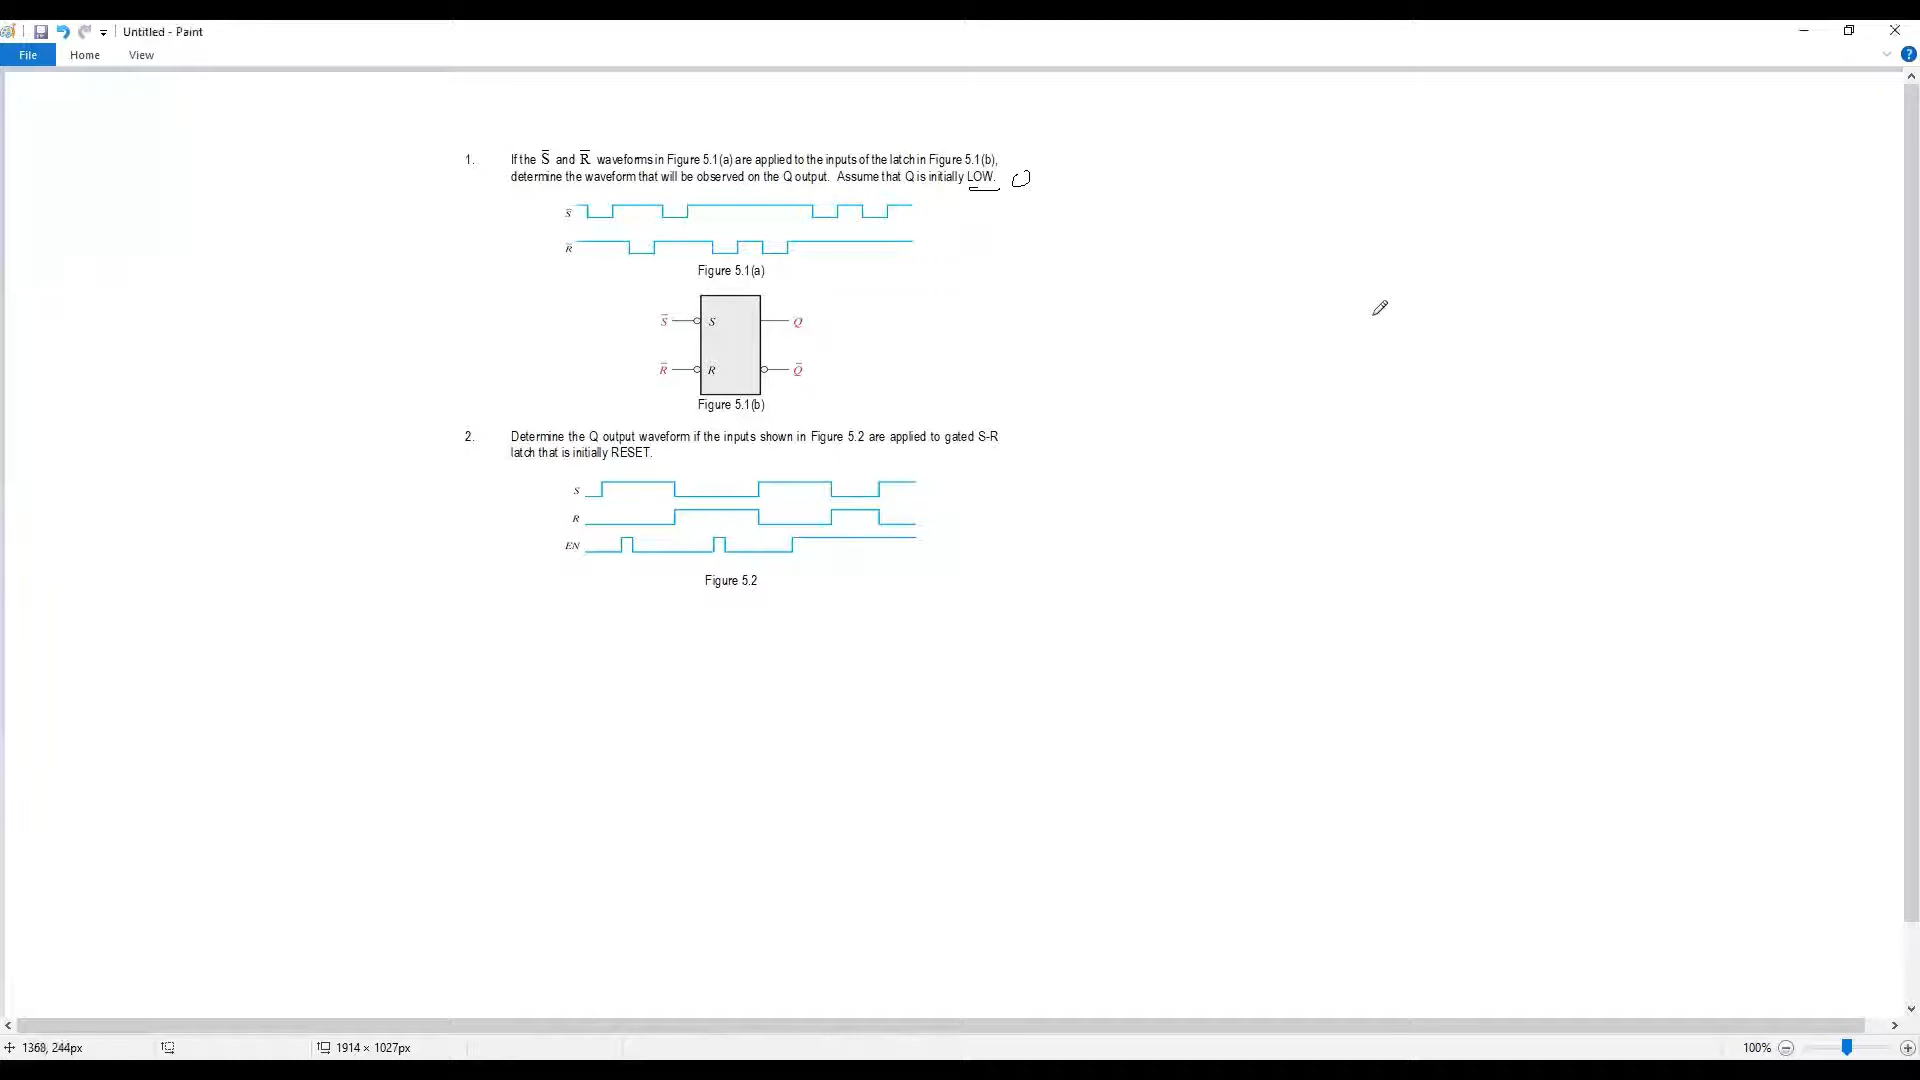 Untitled - Paint
File Home View
1. If the S̅ and R̅ waveforms in Figure 5.1(a) are applied to the inputs of the latch in Figure 5.1(b),
determine the waveform that will be observed on the Q output. Assume that Q is initially LOW. 0
S̅
R̅
Figure 5.1(a)
S̅ S Q
R̅ R Q̅
Figure 5.1(b)
2. Determine the Q output waveform if the inputs shown in Figure 5.2 are applied to gated S-R
latch that is initially RESET.
S
R
EN
Figure 5.2
1368, 244px 1914 × 1027px 100%